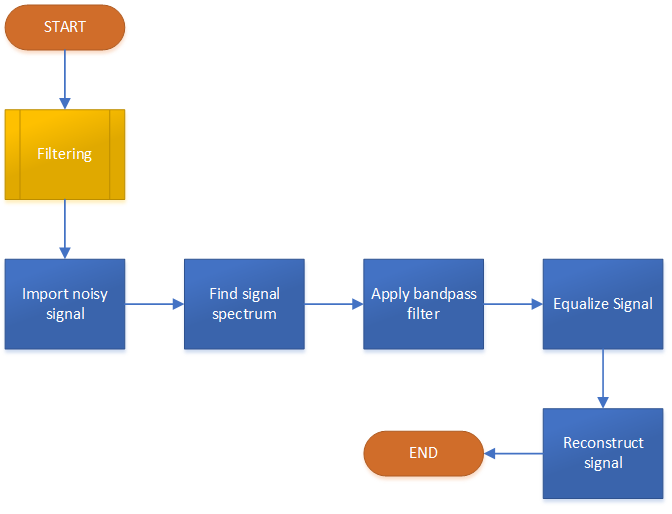 START
Filtering
Import noisy
signal
Find signal
spectrum
Apply bandpass
filter
Equalize Signal
Reconstruct
signal
END